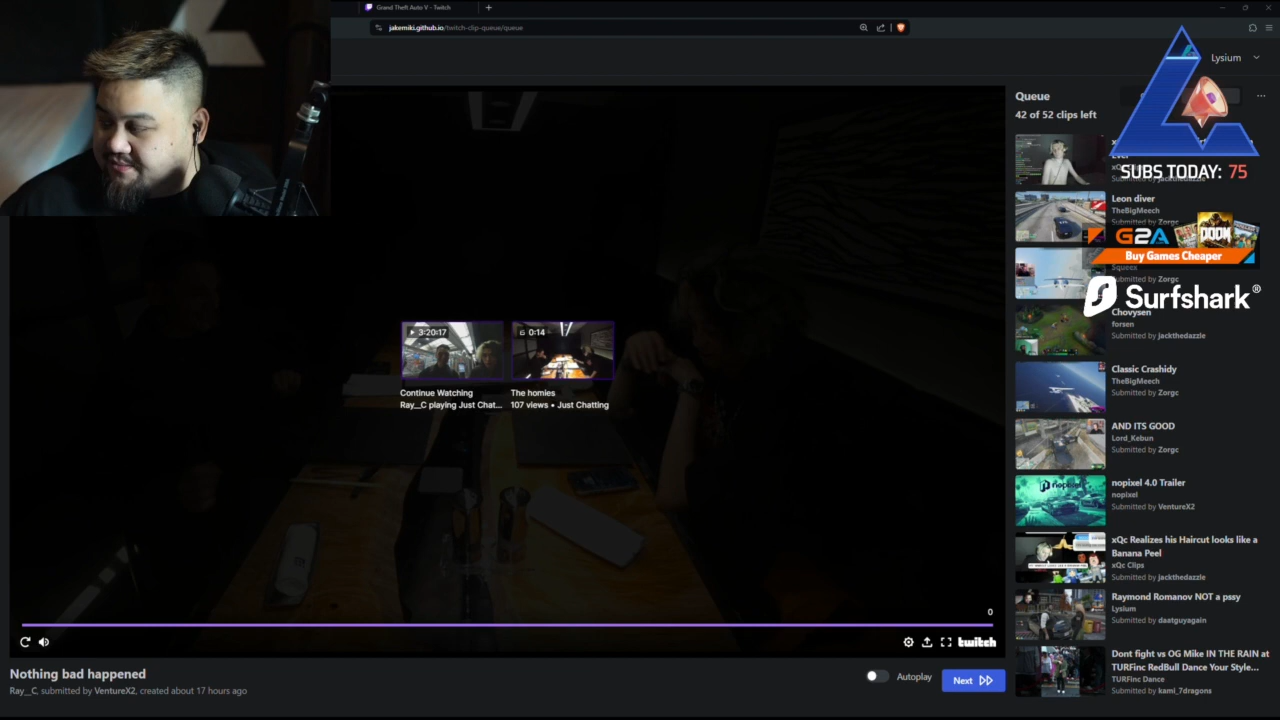 Grand Theft Auto V - Twitch
jakemiki.github.io/twitch-clip-queue/queue
Lysium
Queue
42 of 52 clips left
SUBS TODAY: 75
Leon diver
TheBigMeech
Submitted by Zorgc
G2A
DOOM
Buy Games Cheaper
Squeex
Submitted by Zorgc
Surfshark®
Chovysen
forsen
Submitted by jackthedazzle
3:20:17
0:14
Continue Watching
The homies
Ray__C playing Just Chat...
107 views • Just Chatting
Classic Crashidy
TheBigMeech
Submitted by Zorgc
AND ITS GOOD
Lord_Kebun
Submitted by Zorgc
nopixel 4.0 Trailer
nopixel
Submitted by VentureX2
nopixel
xQc Realizes his Haircut looks like a
Banana Peel
xQc Clips
Submitted by jackthedazzle
Raymond Romanov NOT a pssy
Lysium
Submitted by daatguyagain
0
twitch
Dont fight vs OG Mike IN THE RAIN at
TURFinc RedBull Dance Your Style...
TURFinc Dance
Submitted by kami_7dragons
Nothing bad happened
Ray__C, submitted by VentureX2, created about 17 hours ago
Autoplay
Next